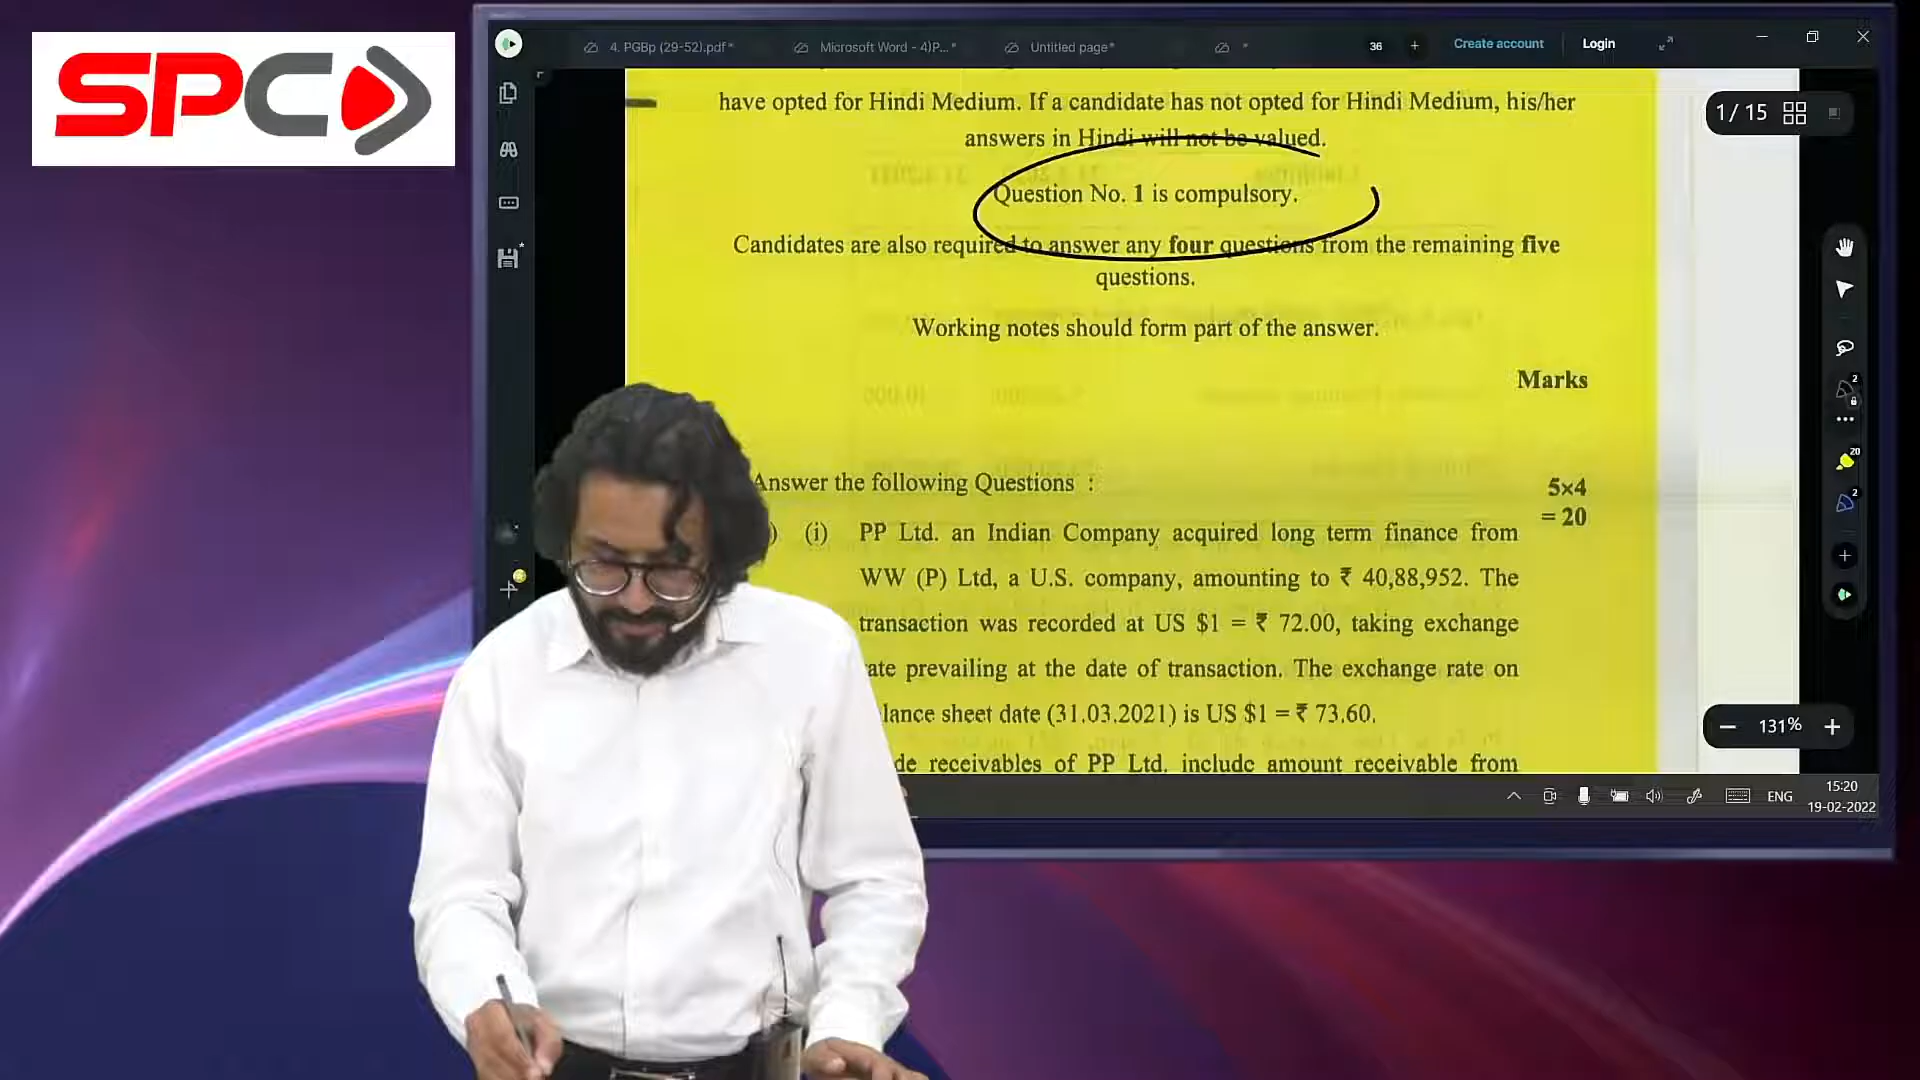 SPC
4. PGBp (29-52).pdf*
Microsoft Word - 4)P...*
Untitled page*
*
36
+
Create account
Login
have opted for Hindi Medium. If a candidate has not opted for Hindi Medium, his/her
answers in Hindi will not be valued.
Question No. 1 is compulsory.
Candidates are also required to answer any four questions from the remaining five
questions.
Working notes should form part of the answer.
Marks
Answer the following Questions :
5×4
= 20
) (i) PP Ltd. an Indian Company acquired long term finance from
WW (P) Ltd, a U.S. company, amounting to ₹ 40,88,952. The
transaction was recorded at US $1 = ₹ 72.00, taking exchange
ate prevailing at the date of transaction. The exchange rate on
lance sheet date (31.03.2021) is US $1 = ₹ 73.60.
de receivables of PP Ltd. include amount receivable from
1 / 15
2
20
2
131%
ENG
15:20
19-02-2022